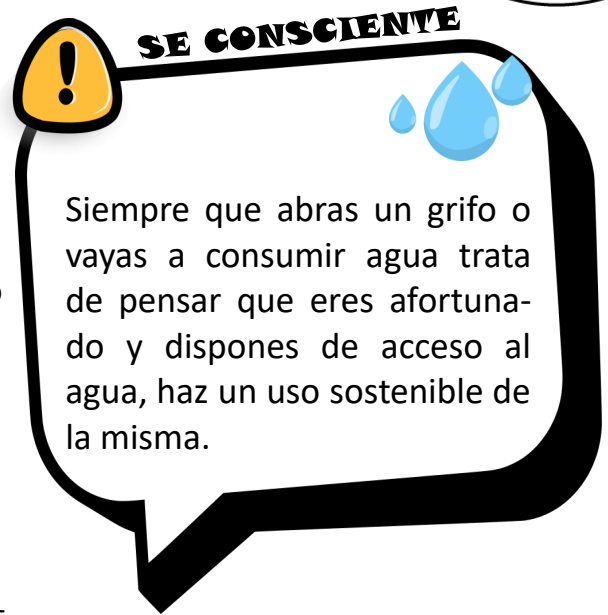 SE CONSCIENTE
Siempre que abras un grifo o
vayas a consumir agua trata
de pensar que eres afortuna-
do y dispones de acceso al
agua, haz un uso sostenible de
la misma.